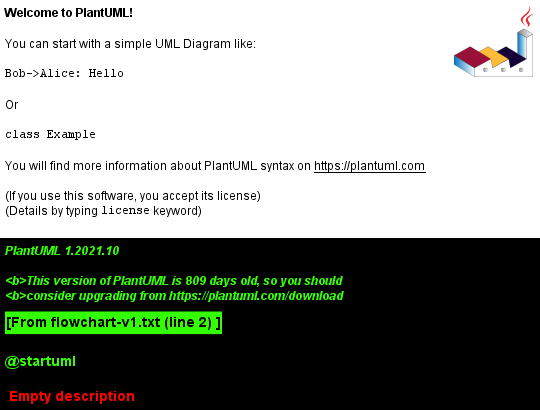 Welcome to PlantUML!
You can start with a simple UML Diagram like:
Bob->Alice: Hello
Or
class Example
You will find more information about PlantUML syntax on https://plantuml.com
(If you use this software, you accept its license)
(Details by typing license keyword)
PlantUML 1.2021.10
<b>This version of PlantUML is 809 days old, so you should
<b>consider upgrading from https://plantuml.com/download
[From flowchart-v1.txt (line 2) ]
@startuml
Empty description